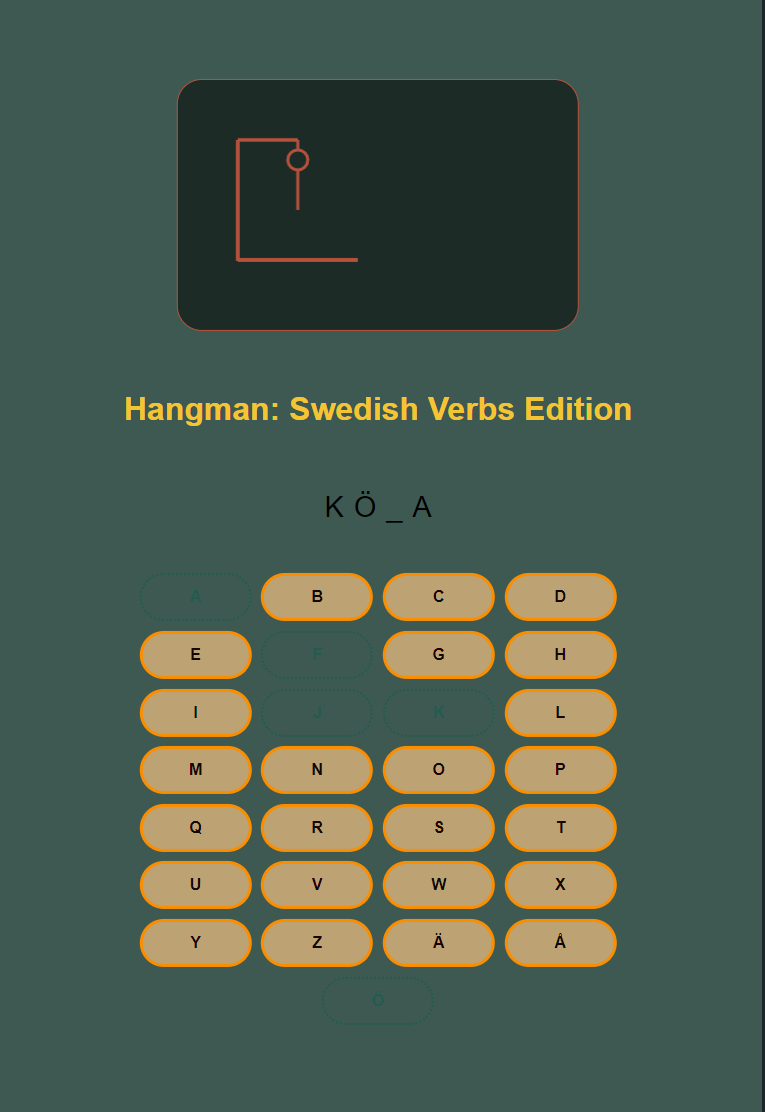 Hangman: Swedish Verbs Edition
K Ö _ A
A B C D
E F G H
I J K L
M N O P
Q R S T
U V W X
Y Z Ä Å
Ö